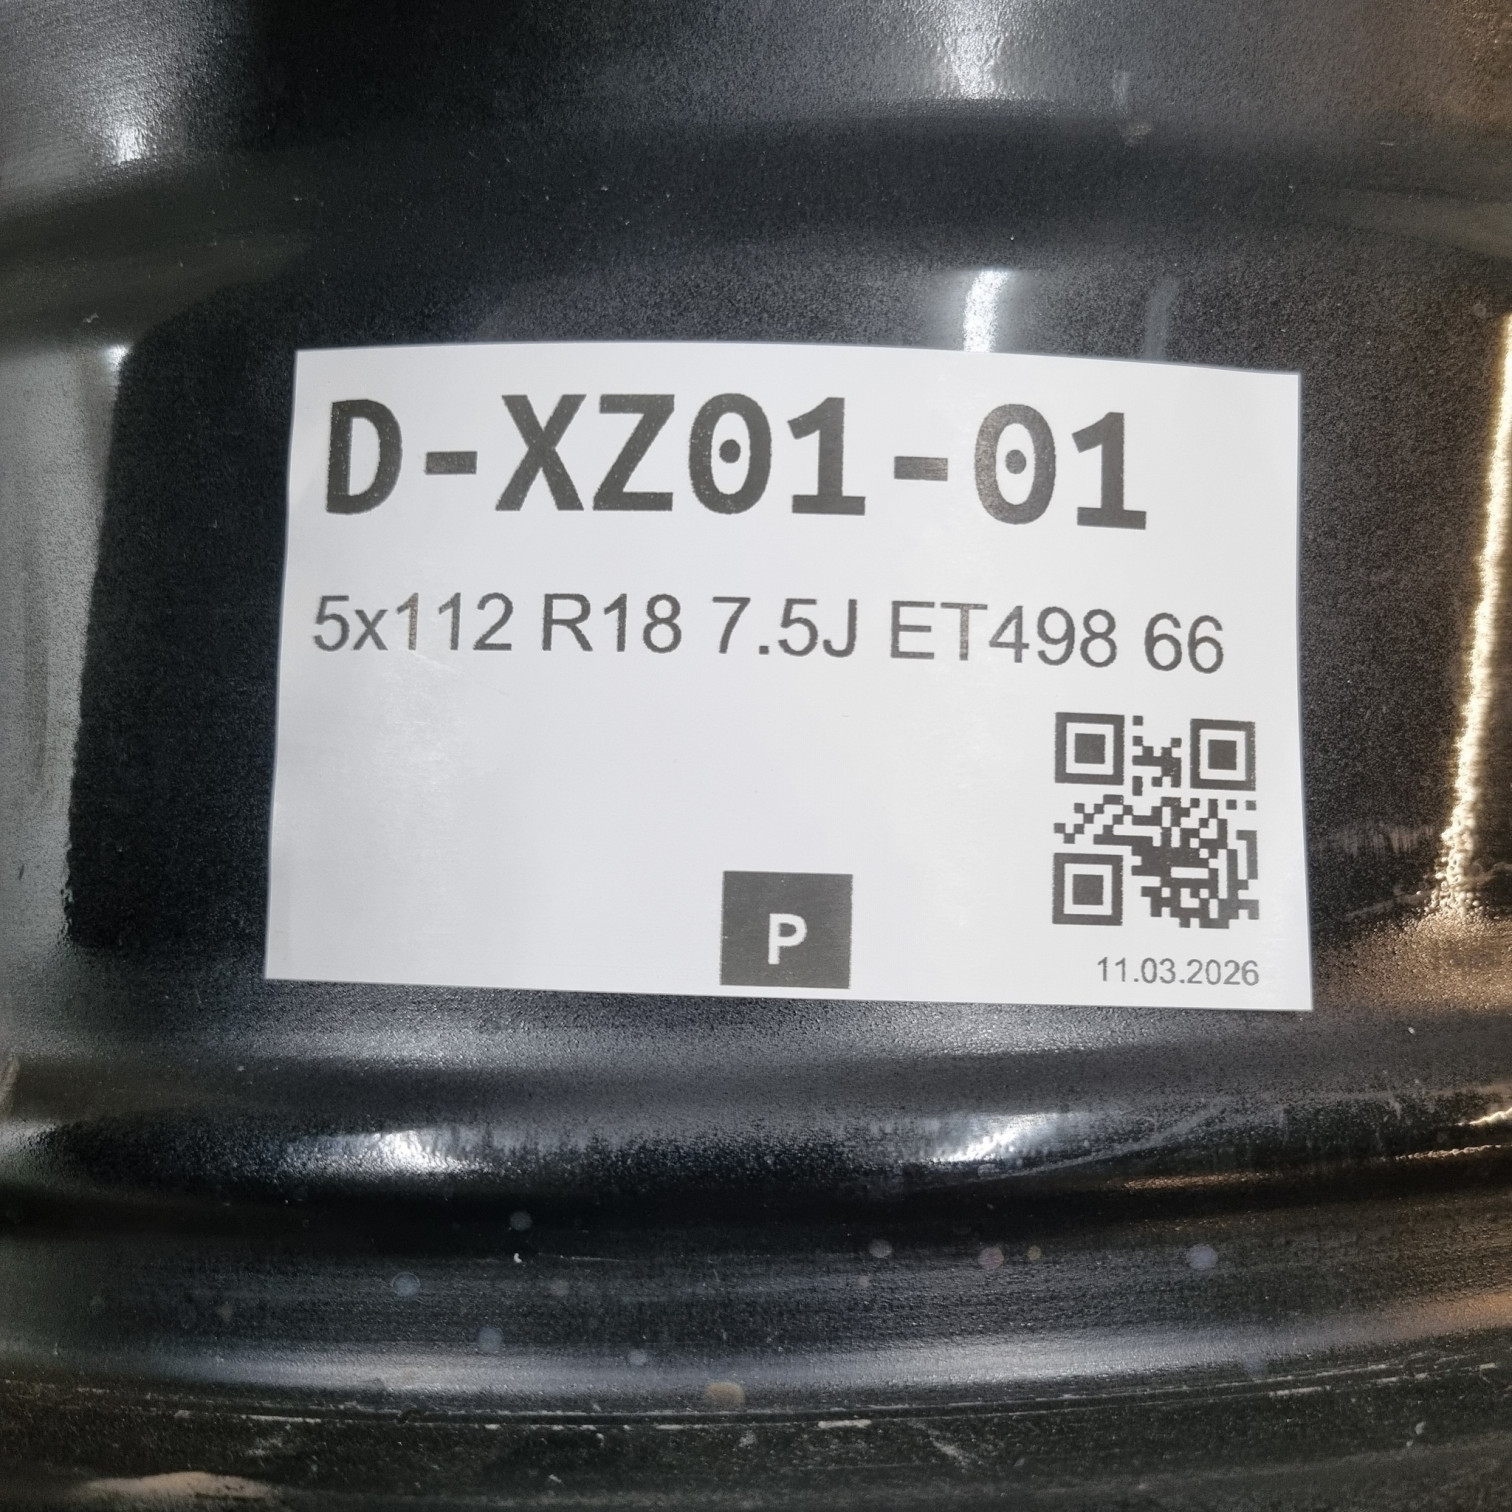 D-XZ01-01
5x112 R18 7.5J ET498 66
P
11.03.2026